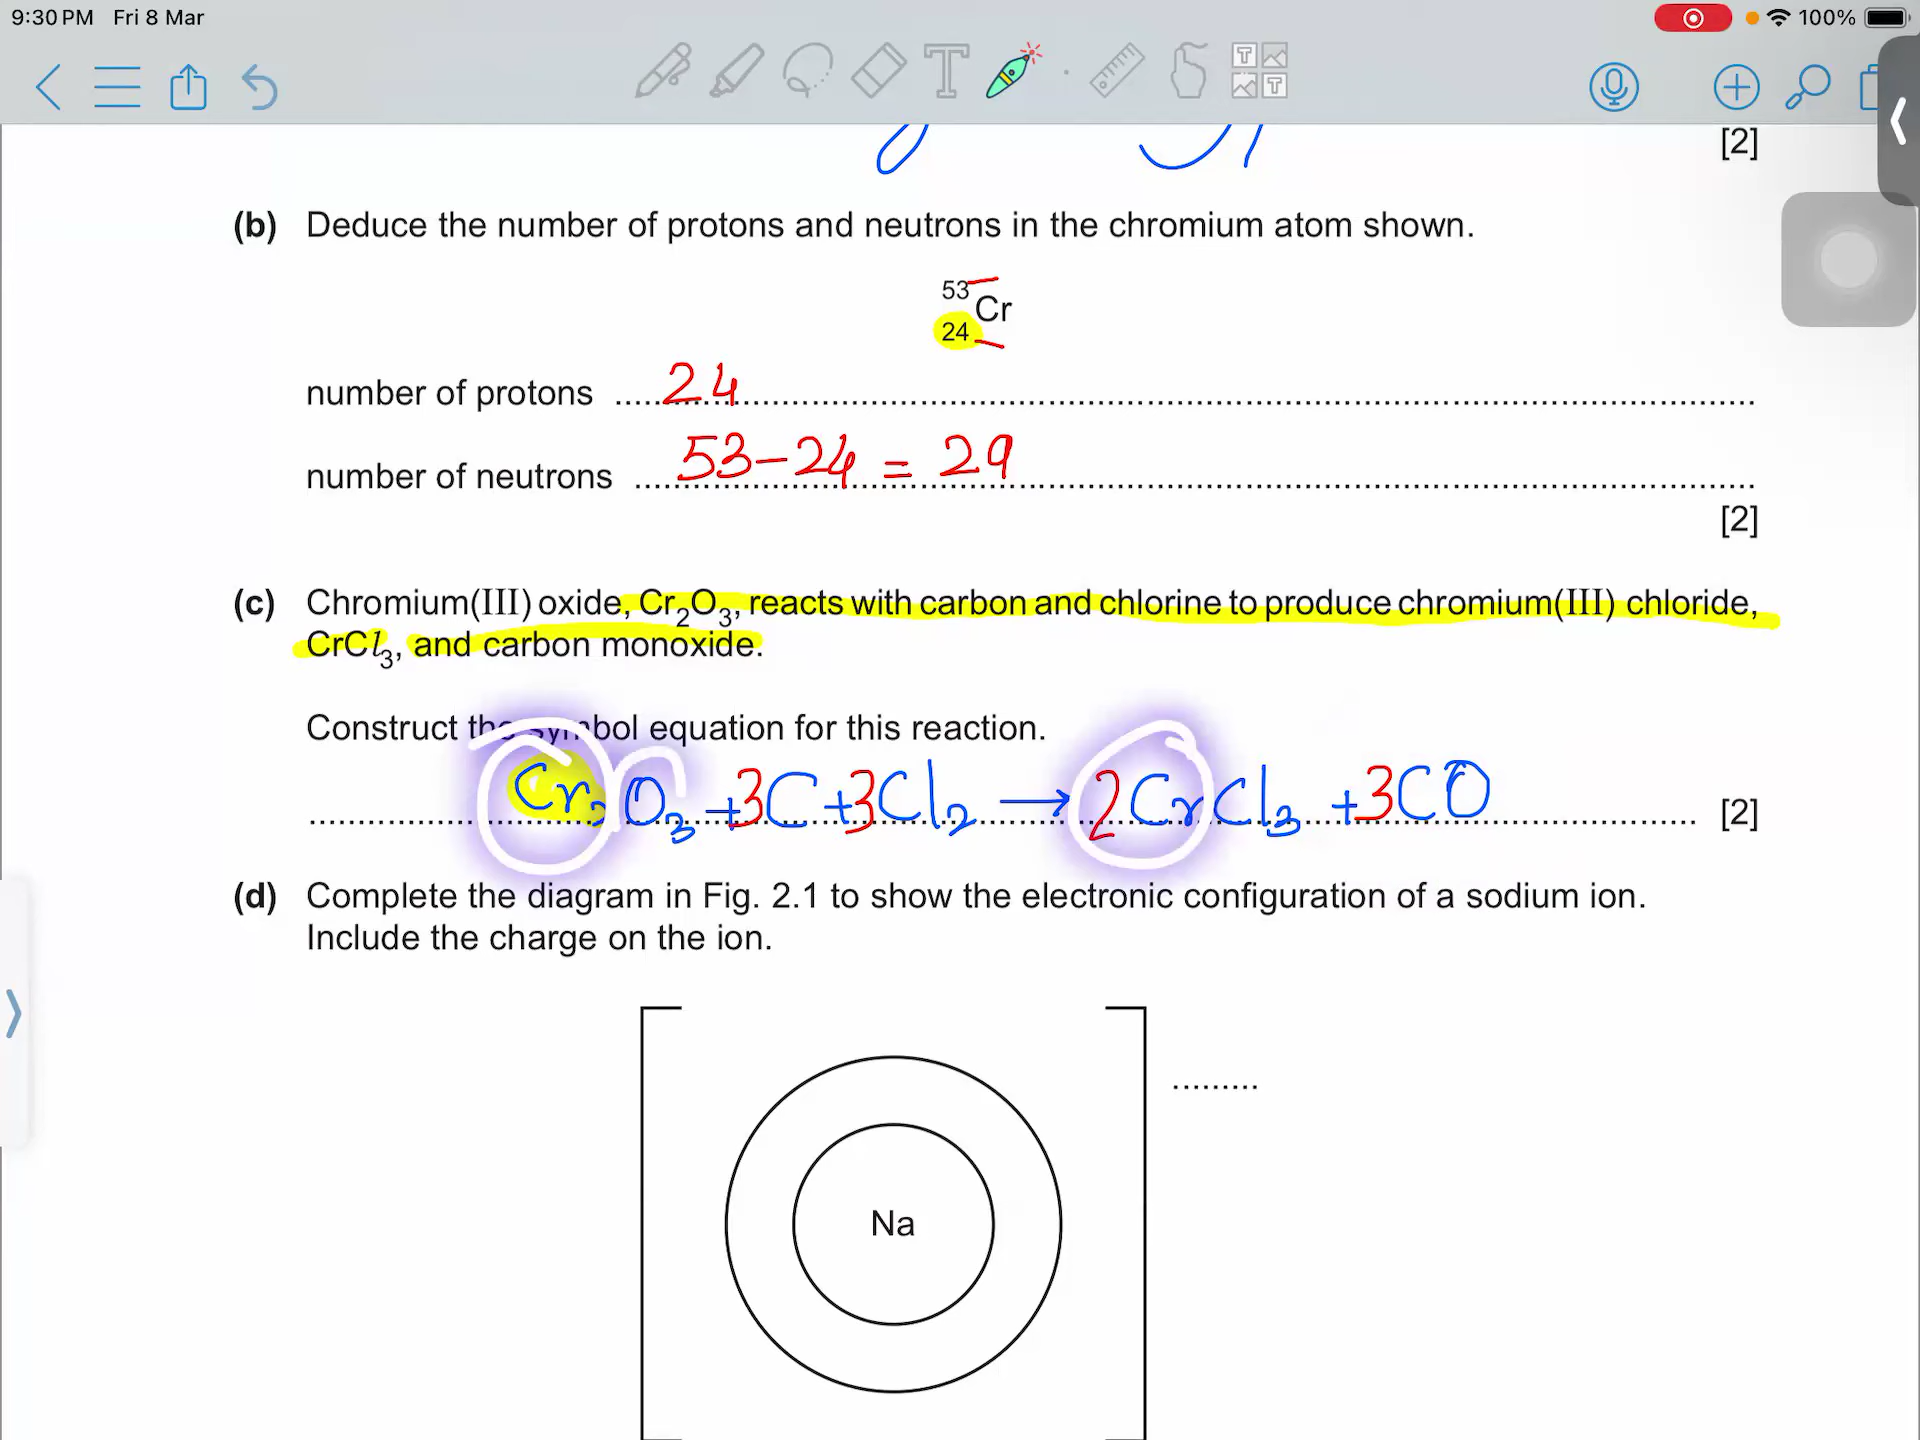 9:30 PM Fri 8 Mar 100%
[2]
(b) Deduce the number of protons and neutrons in the chromium atom shown.
53
Cr
24
number of protons .....24.....
number of neutrons .....53-24 = 29.....
[2]
(c) Chromium(III) oxide, Cr₂O₃, reacts with carbon and chlorine to produce chromium(III) chloride,
CrCl₃, and carbon monoxide.
Construct the symbol equation for this reaction.
Cr₂O₃ + 3C + 3Cl₂ → 2CrCl₃ + 3CO [2]
(d) Complete the diagram in Fig. 2.1 to show the electronic configuration of a sodium ion.
Include the charge on the ion.
.........
Na